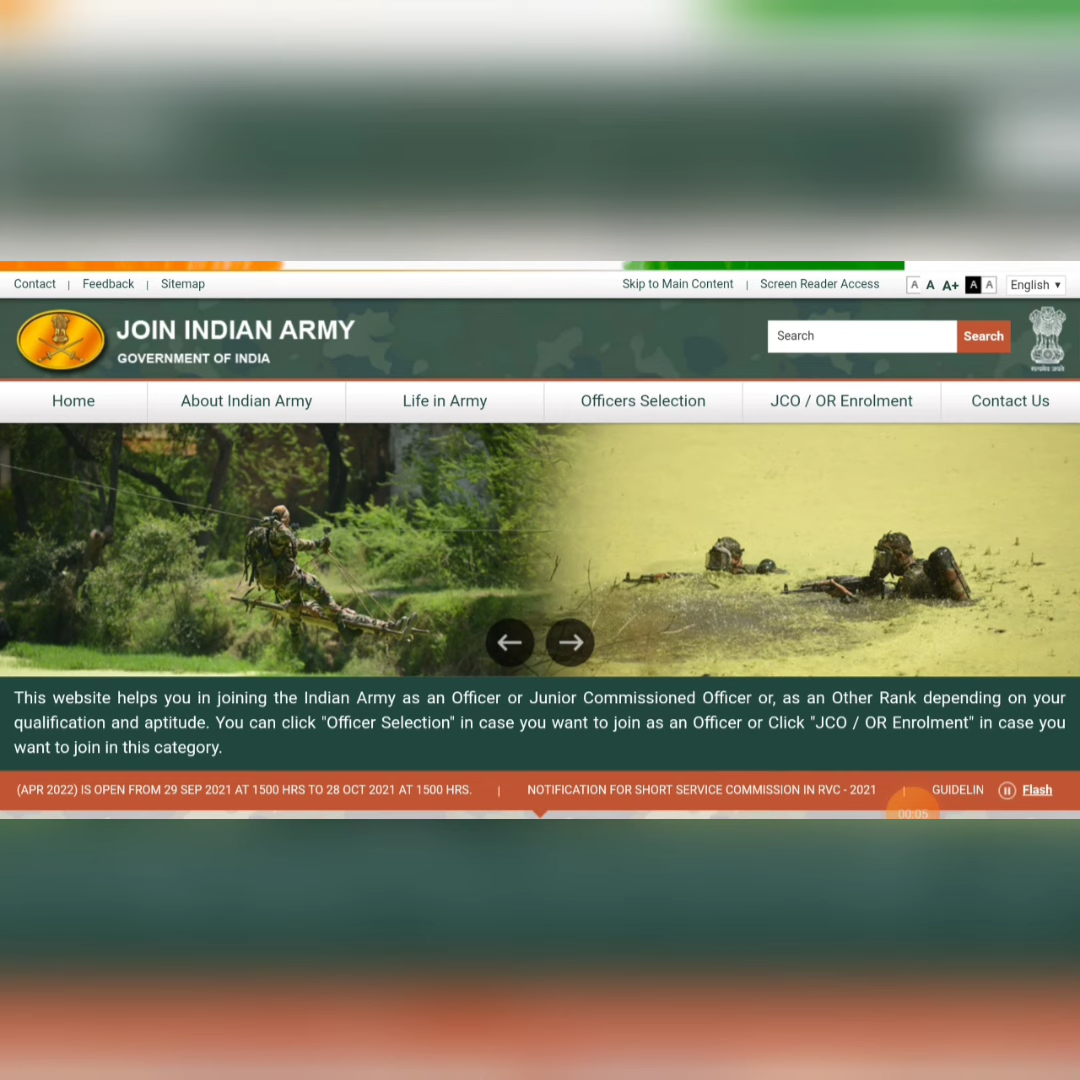 Contact | Feedback | Sitemap
Skip to Main Content | Screen Reader Access A A A+ A A English ▾
JOIN INDIAN ARMY
GOVERNMENT OF INDIA
Search Search
सत्यमेव जयते
Home About Indian Army Life in Army Officers Selection JCO / OR Enrolment Contact Us
This website helps you in joining the Indian Army as an Officer or Junior Commissioned Officer or, as an Other Rank depending on your
qualification and aptitude. You can click "Officer Selection" in case you want to join as an Officer or Click "JCO / OR Enrolment" in case you
want to join in this category.
(APR 2022) IS OPEN FROM 29 SEP 2021 AT 1500 HRS TO 28 OCT 2021 AT 1500 HRS. | NOTIFICATION FOR SHORT SERVICE COMMISSION IN RVC - 2021 | GUIDELIN Flash
00:05